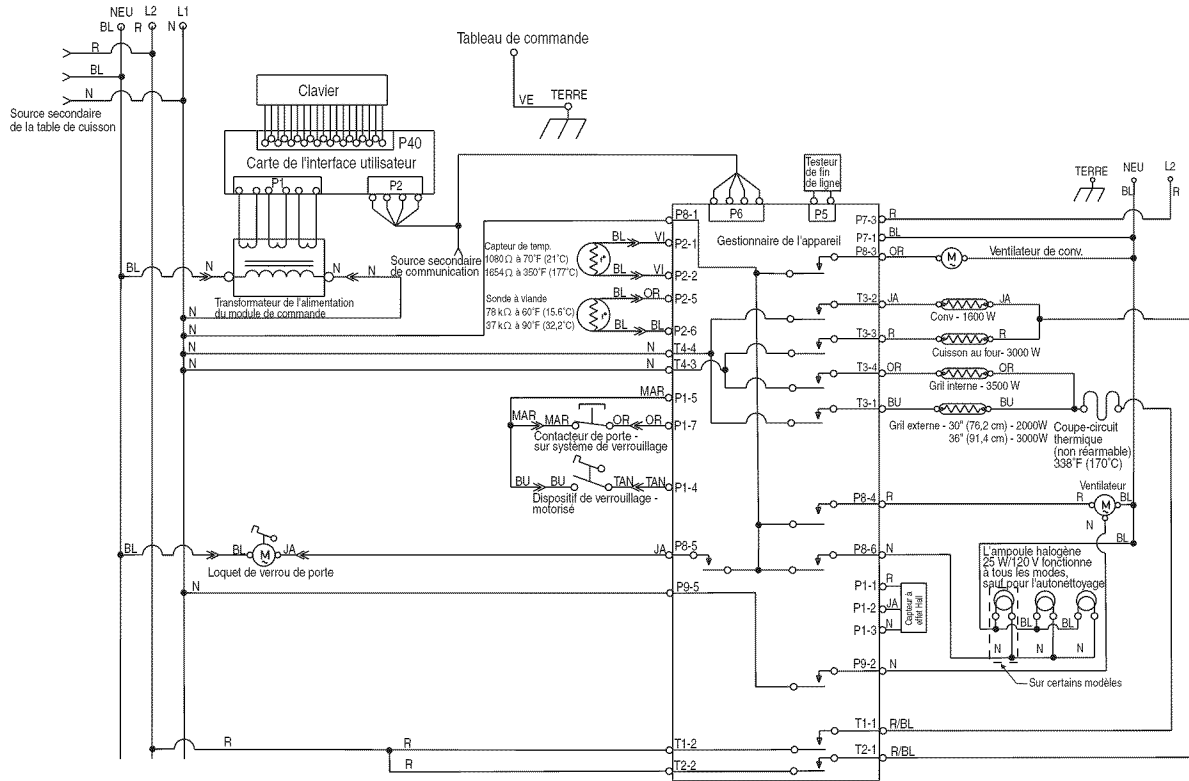 NEU L2 L1
BL R N
R
BL
N
Source secondaire
de la table de cuisson
Clavier
P40
Carte de l'interface utilisateur
P1
P2
Tableau de commande
VE
TERRE
Source secondaire
de communication
BL N N N
Transformateur de l'alimentation
du module de commande
N
N
N
N
Capteur de temp.
1080 Ω à 70°F (21°C)
1654 Ω à 350°F (177°C)
BL VI
BL VI
Sonde à viande
78 kΩ à 60°F (15.6°C)
37 kΩ à 90°F (32,2°C)
BL OR
BL BL
N
N
MAR
MAR MAR OR OR
Contacteur de porte -
sur système de verrouillage
BU BU TAN TAN
Dispositif de verrouillage -
motorisé
BL BL M JA
Loquet de verrou de porte
JA
N
R R
R
P6
Testeur
de fin
de ligne
P5
Gestionnaire de l'appareil
P8-1
P2-1
P2-2
P2-5
P2-6
T4-4
T4-3
P1-5
P1-7
P1-4
P8-5
P9-5
T1-2
T2-2
P7-3 R
P7-1 BL
P8-3 OR M Ventilateur de conv.
T3-2 JA JA
Conv - 1600 W
T3-3 R R
Cuisson au four- 3000 W
T3-4 OR OR
Gril interne - 3500 W
T3-1 BU BU
Gril externe - 30" (76,2 cm) - 2000W
36" (91,4 cm) - 3000W
Coupe-circuit
thermique
(non réarmable)
338°F (170°C)
TERRE NEU L2
BL R
Ventilateur
P8-4 R R M BL
N
BL
P8-6 N
L'ampoule halogène
25 W/120 V fonctionne
à tous les modes,
sauf pour l'autonettoyage
P1-1 R
P1-2 JA
P1-3 N
Capteur à
effet Hall
BL BL
N N N
P9-2 N
Sur certains modèles
T1-1 R/BL
T2-1 R/BL